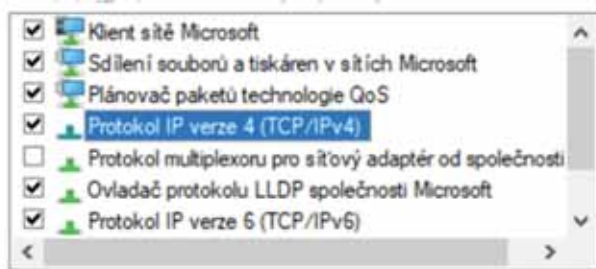 Klient sítě Microsoft
Sdílení souborů a tiskáren v sítích Microsoft
Plánovač paketů technologie QoS
Protokol IP verze 4 (TCP/IPv4)
Protokol multiplexoru pro síťový adaptér od společnosti
Ovladač protokolu LLDP společnosti Microsoft
Protokol IP verze 6 (TCP/IPv6)